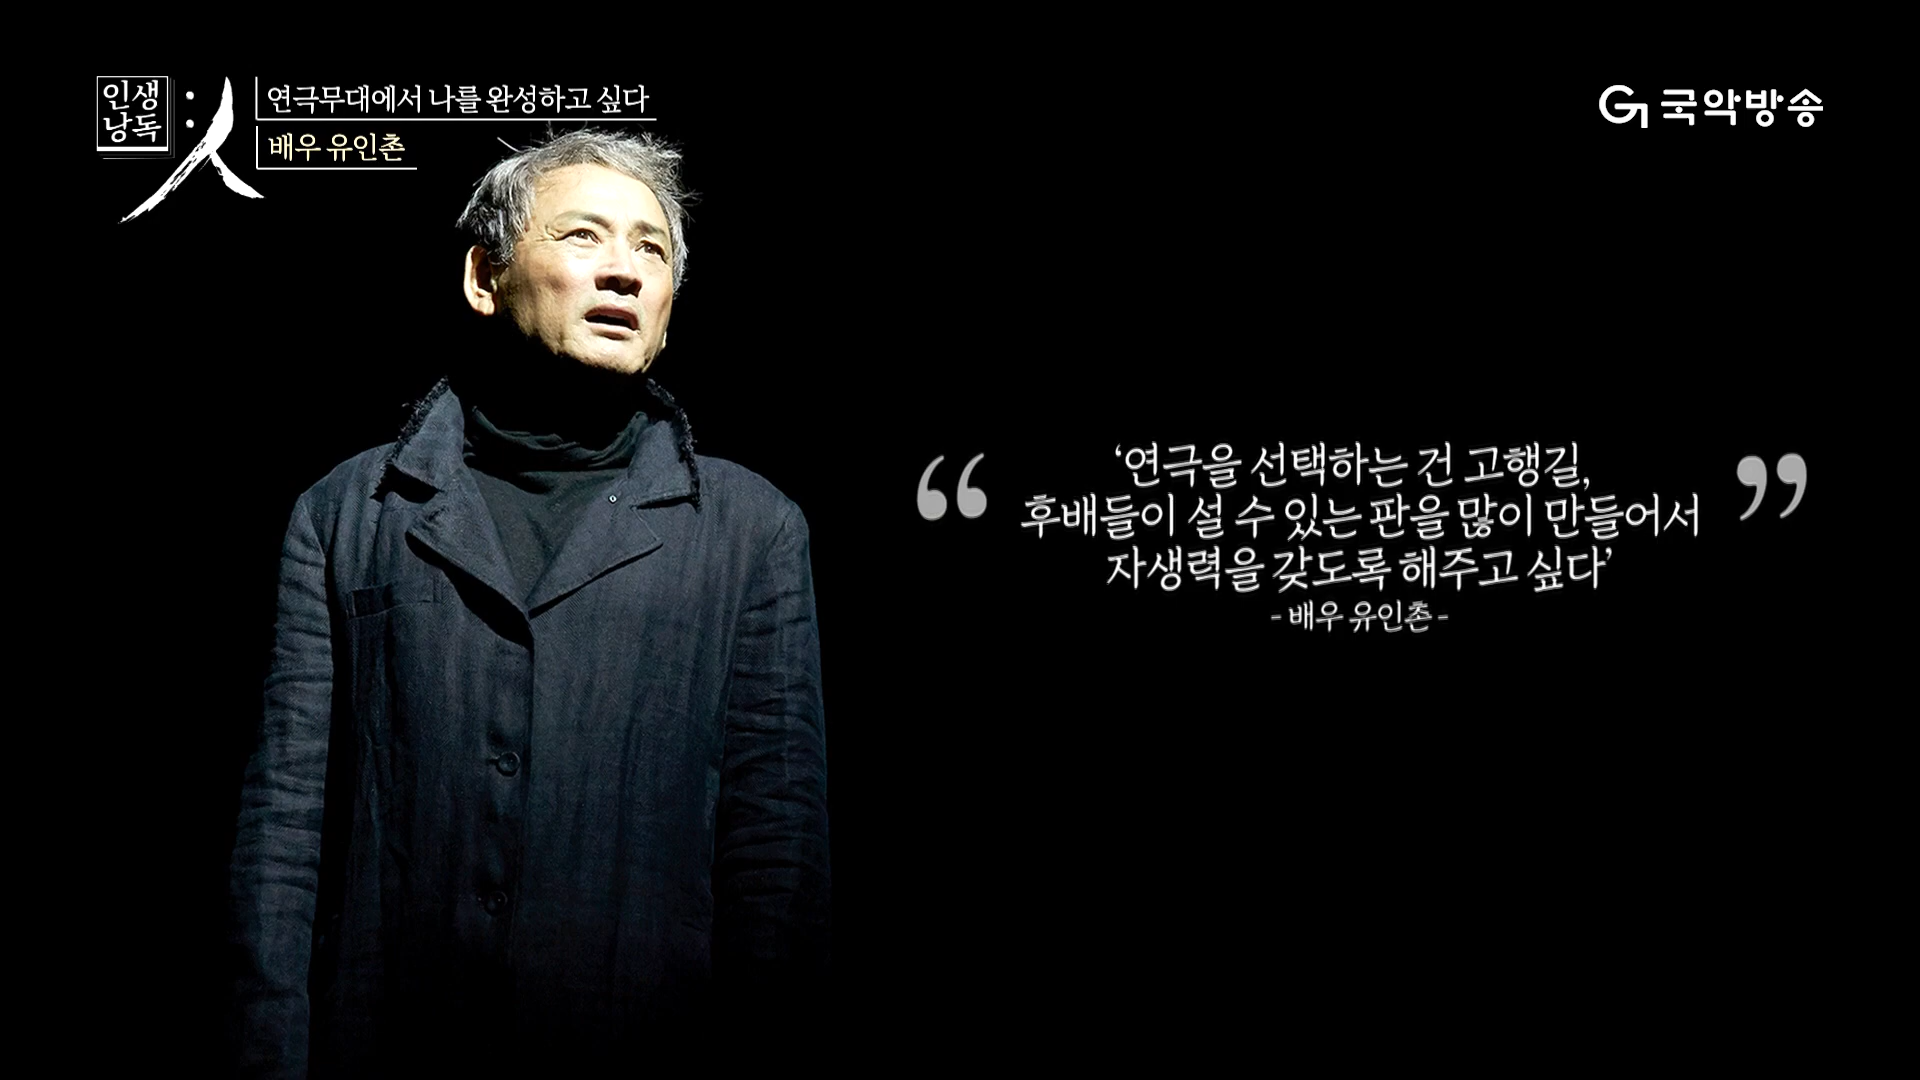 인생
낭독
: 人
연극무대에서 나를 완성하고 싶다
배우 유인촌
국악방송
“ ‘연극을 선택하는 건 고행길, ”
후배들이 설 수 있는 판을 많이 만들어서
자생력을 갖도록 해주고 싶다’
- 배우 유인촌 -